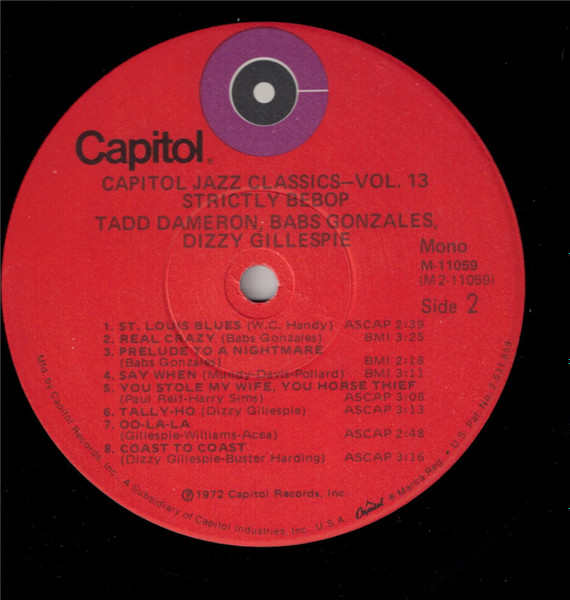 Capitol®
CAPITOL JAZZ CLASSICS—VOL. 13
STRICTLY BEBOP
TADD DAMERON, BABS GONZALES,
DIZZY GILLESPIE
Mono
M-11059
(M2-11059)
Side 2
1. ST. LOUIS BLUES (W.C. Handy) ASCAP 2:39
2. REAL CRAZY (Babs Gonzales) BMI 3:25
3. PRELUDE TO A NIGHTMARE
(Babs Gonzales) BMI 2:18
4. SAY WHEN (Mundy-Davis-Pollard) BMI 3:11
5. YOU STOLE MY WIFE, YOU HORSE THIEF
(Paul Reif-Harry Sims) ASCAP 3:08
6. TALLY-HO (Dizzy Gillespie) ASCAP 3:13
7. OO-LA-LA
(Gillespie-Williams-Acea) ASCAP 2:48
8. COAST TO COAST
(Dizzy Gillespie-Buster Harding) ASCAP 3:16
Ⓟ1972 Capitol Records, Inc.
Mfd. by Capitol Records, Inc. A Subsidiary of Capitol Industries, Inc. U.S.A. Capitol ® Marca Reg. • U.S. Pat. No. 2,631,859